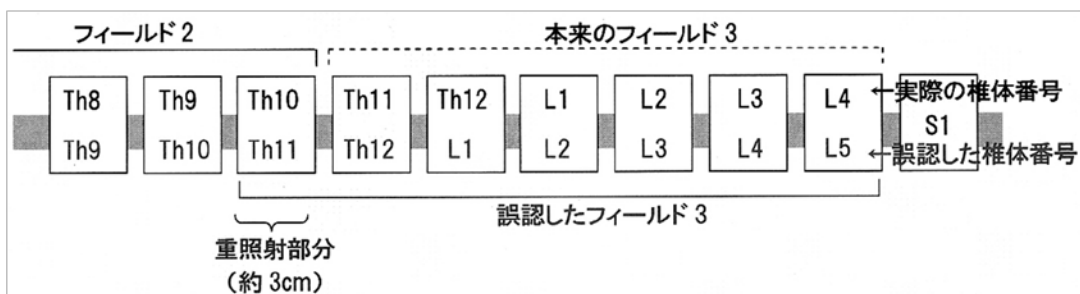 フィールド2 本来のフィールド3
Th8 Th9 Th10 Th11 Th12 L1 L2 L3 L4 ←実際の椎体番号
S1
Th9 Th10 Th11 Th12 L1 L2 L3 L4 L5 ←誤認した椎体番号
誤認したフィールド3
重照射部分
(約3cm)